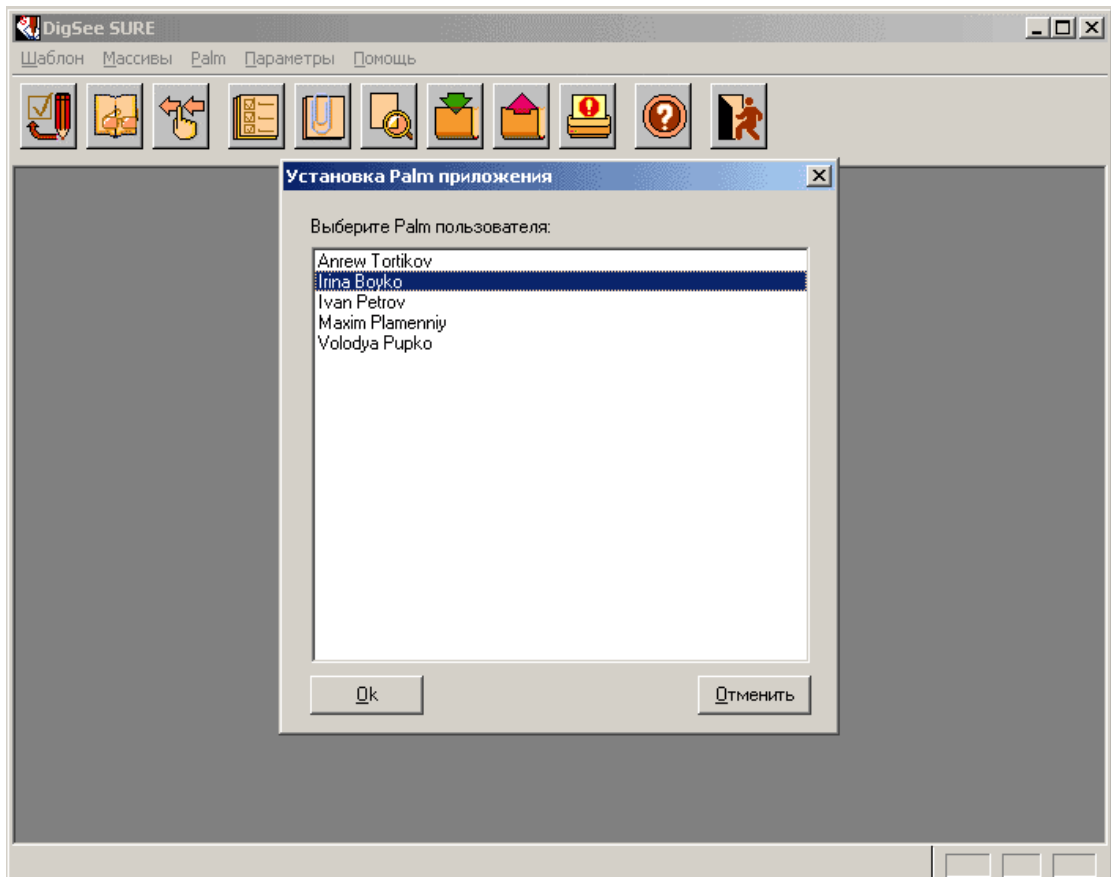 DigSee SURE
Шаблон Массивы Palm Параметры Помощь
Установка Palm приложения
Выберите Palm пользователя:
Anrew Tortikov
Irina Boyko
Ivan Petrov
Maxim Plamenniy
Volodya Pupko
Ok Отменить